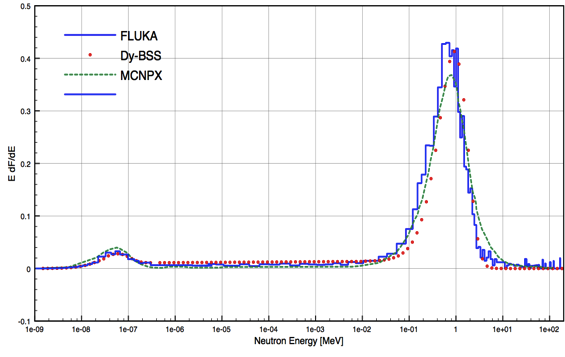 0.5
FLUKA
Dy-BSS
0.4
MCNPX
0.3
E dF/dE
0.2
0.1
0
-0.1
1e-09 1e-08 1e-07 1e-06 1e-05 1e-04 1e-03 1e-02 1e-01 1 1e+01 1e+02
Neutron Energy [MeV]